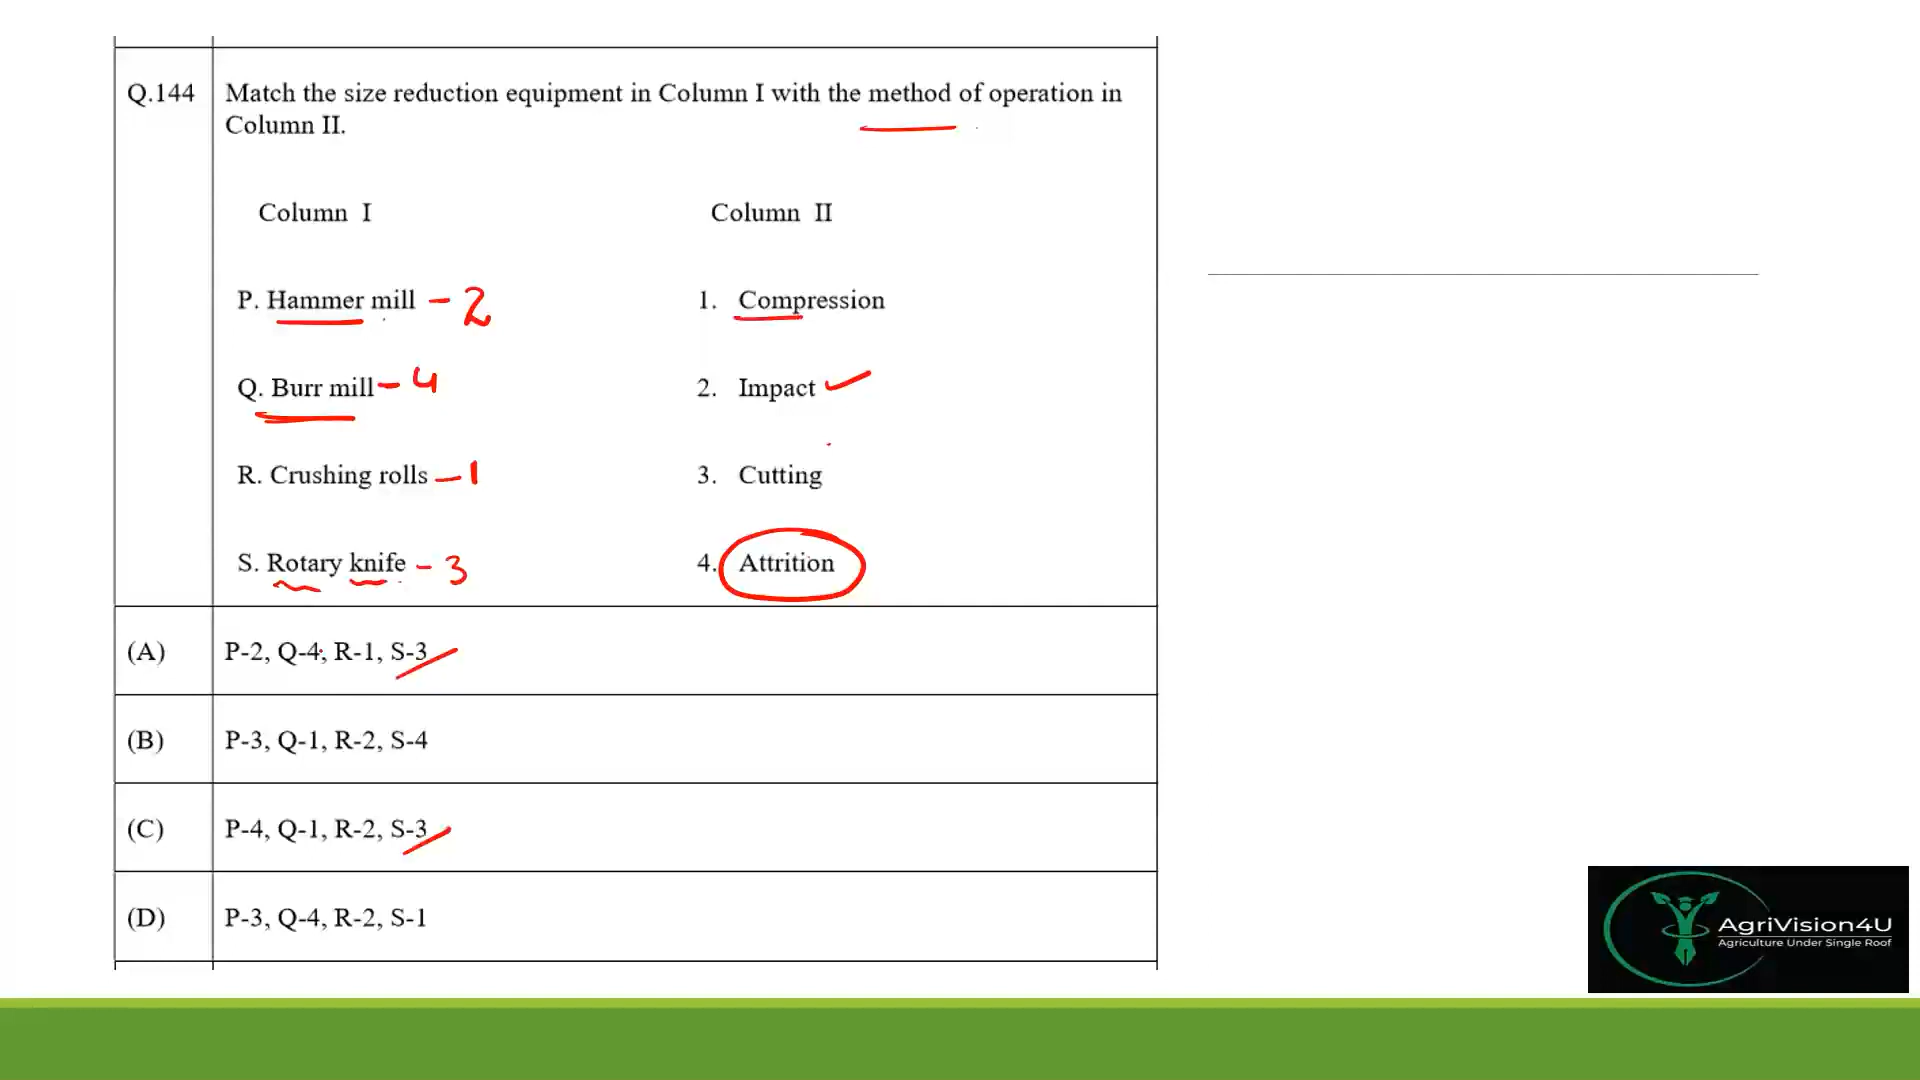 Q.144 Match the size reduction equipment in Column I with the method of operation in
Column II.
Column I Column II
P. Hammer mill - 2 1. Compression
Q. Burr mill - 4 2. Impact
R. Crushing rolls - 1 3. Cutting
S. Rotary knife - 3 4. Attrition
(A) P-2, Q-4, R-1, S-3
(B) P-3, Q-1, R-2, S-4
(C) P-4, Q-1, R-2, S-3
(D) P-3, Q-4, R-2, S-1
AgriVision4U
Agriculture Under Single Roof